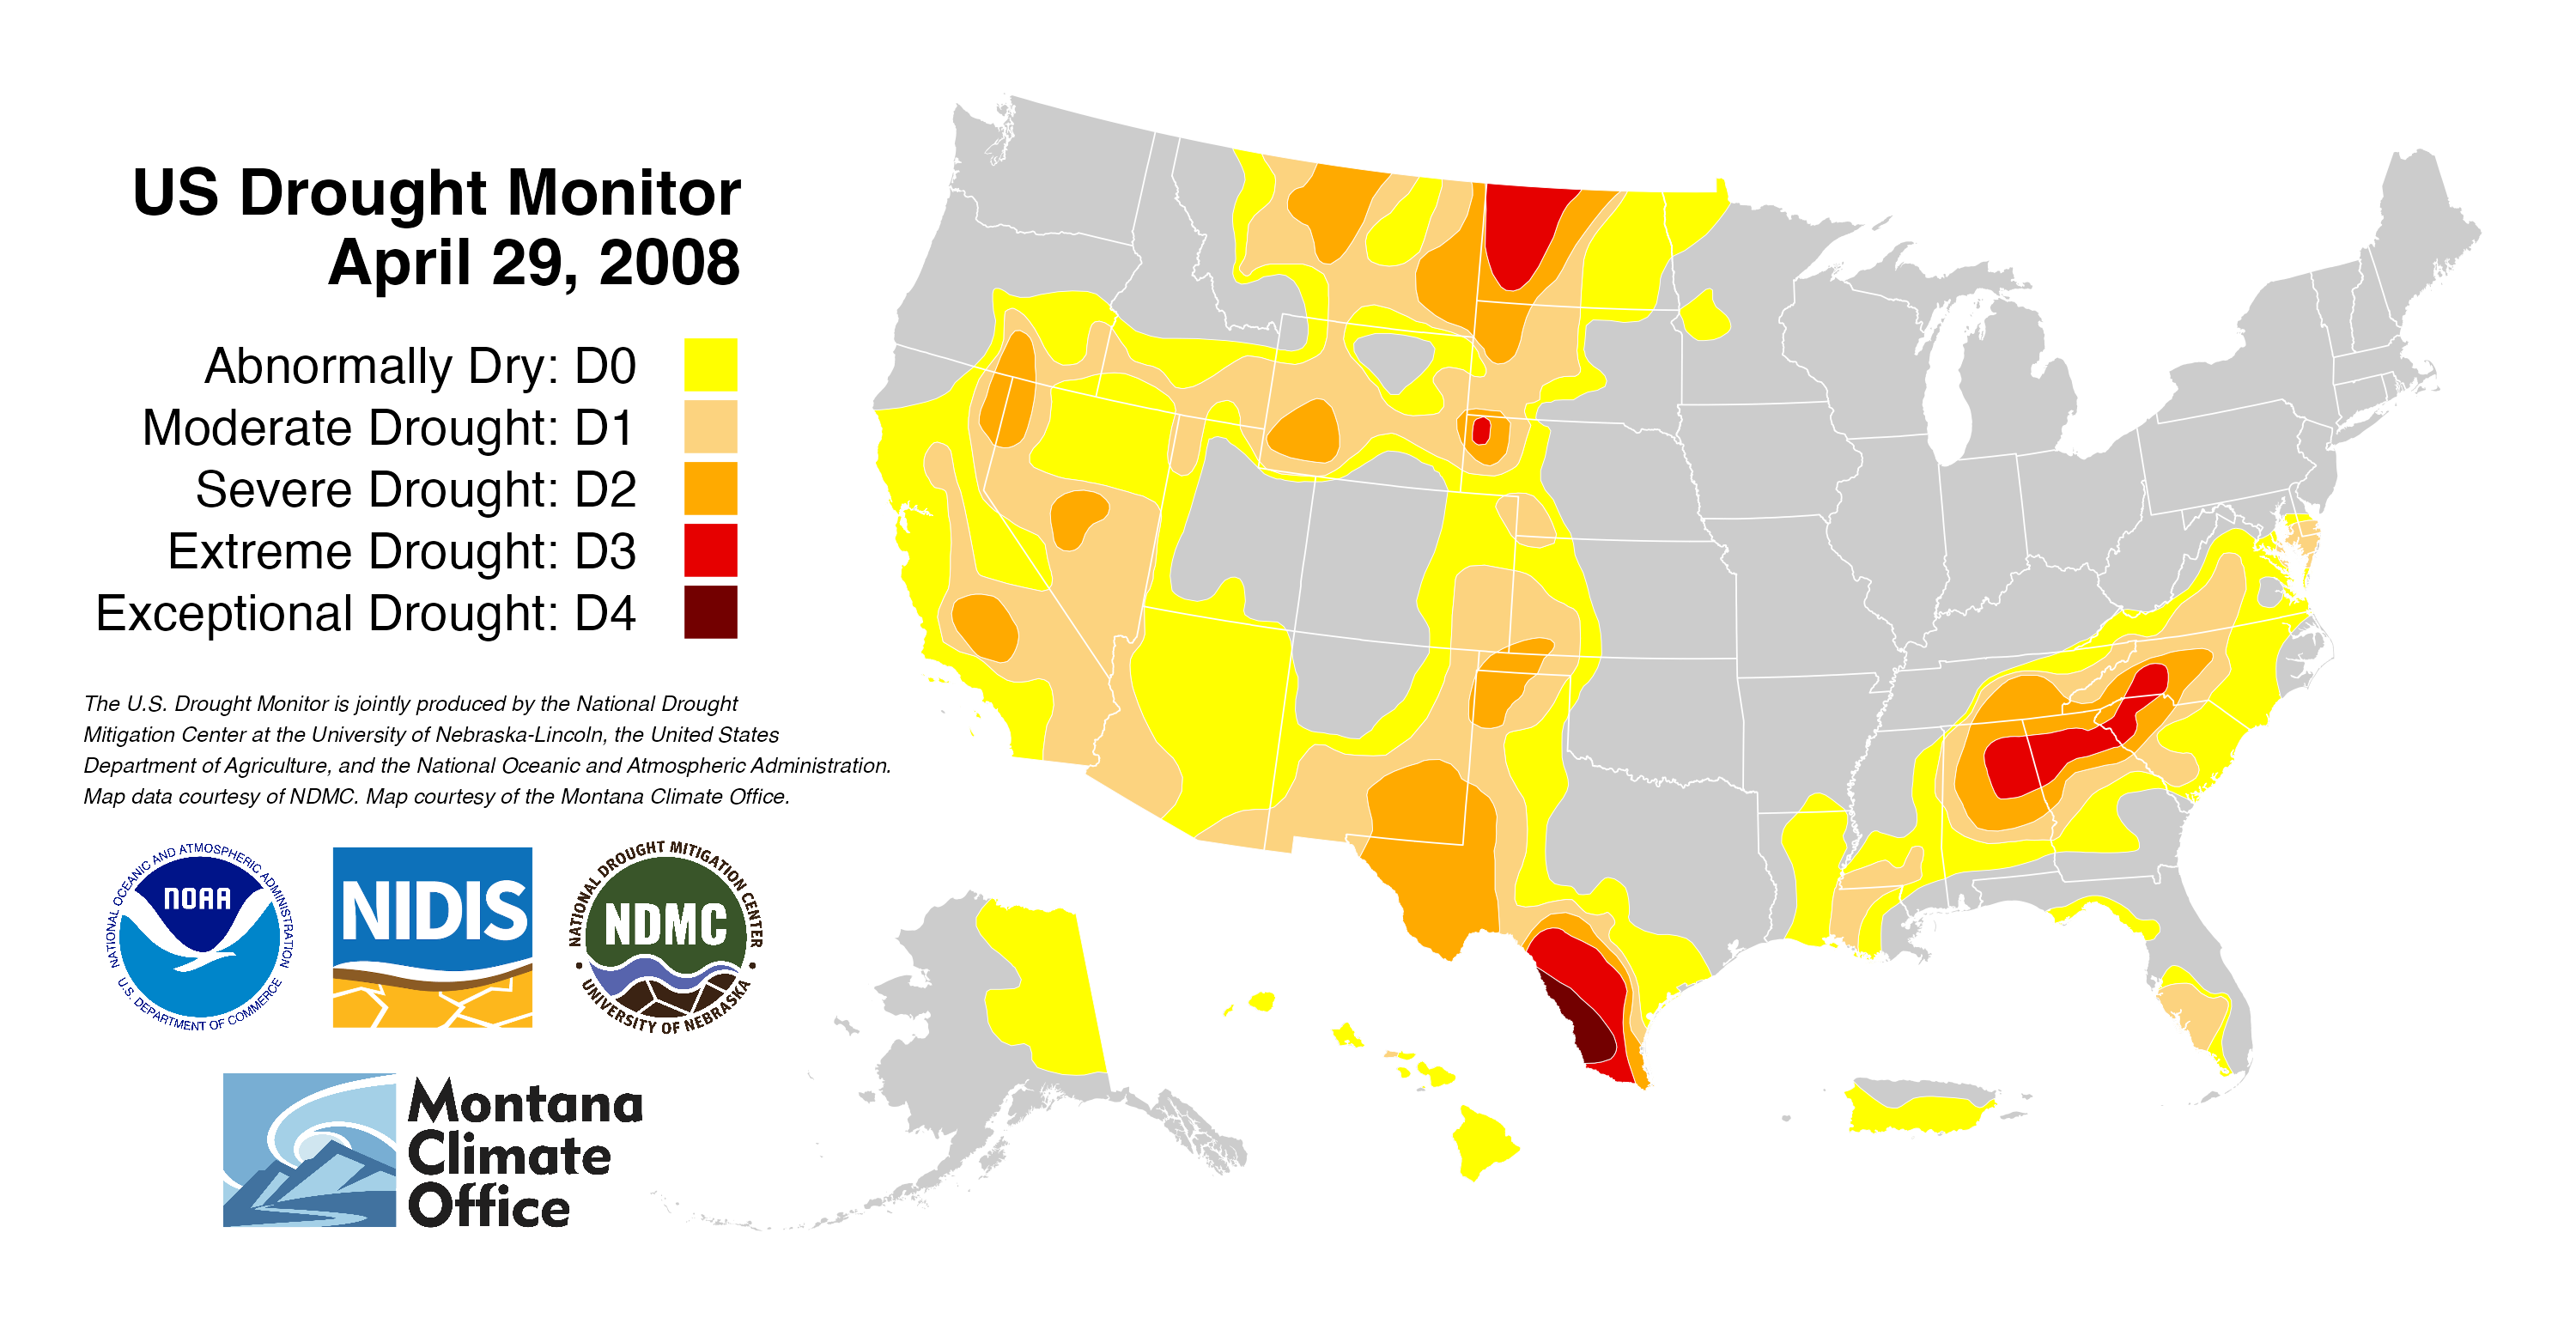 US Drought Monitor
April 29, 2008
Abnormally Dry: D0
Moderate Drought: D1
Severe Drought: D2
Extreme Drought: D3
Exceptional Drought: D4
The U.S. Drought Monitor is jointly produced by the National Drought
Mitigation Center at the University of Nebraska-Lincoln, the United States
Department of Agriculture, and the National Oceanic and Atmospheric Administration.
Map data courtesy of NDMC. Map courtesy of the Montana Climate Office.
NATIONAL OCEANIC AND ATMOSPHERIC ADMINISTRATION
NOAA
U.S. DEPARTMENT OF COMMERCE
NIDIS
NATIONAL DROUGHT MITIGATION CENTER
NDMC
UNIVERSITY OF NEBRASKA
Montana
Climate
Office